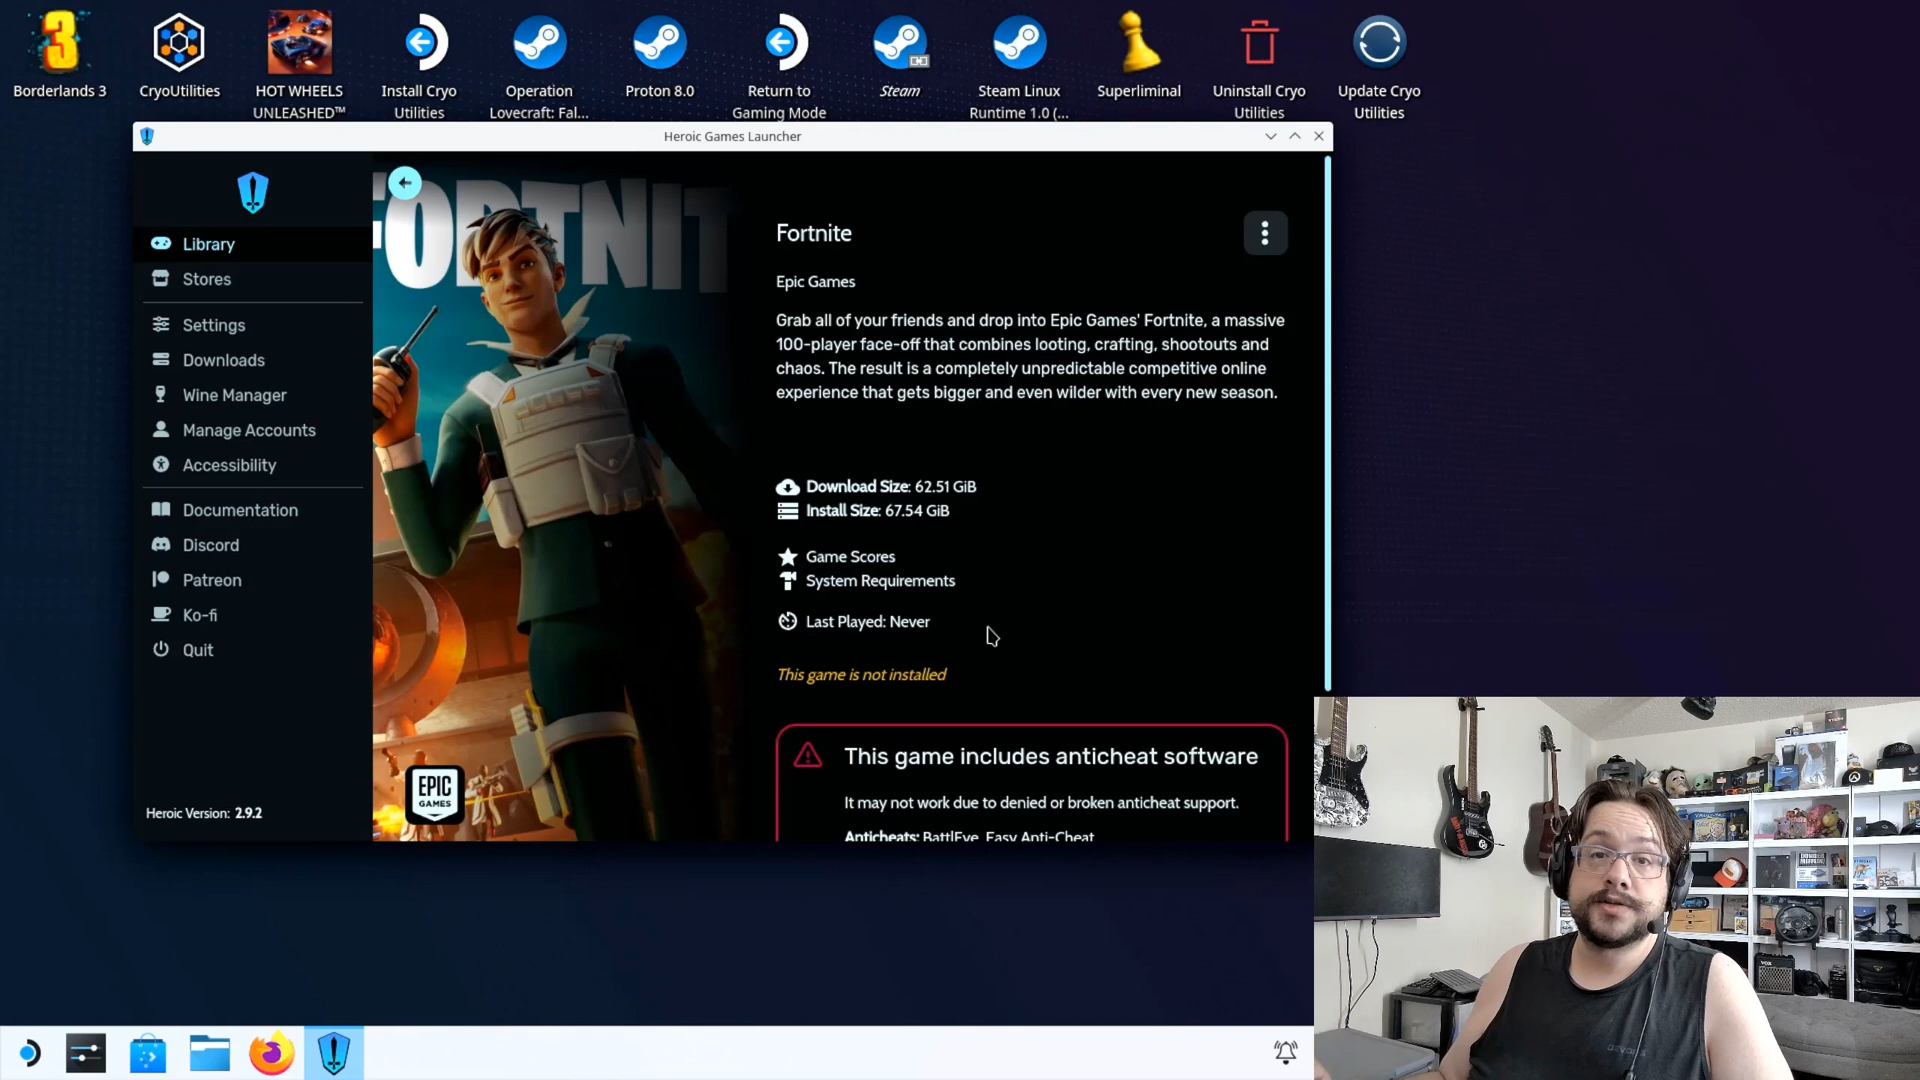 Borderlands 3
CryoUtilities
HOT WHEELS
UNLEASHED™
Install Cryo
Utilities
Operation
Lovecraft: Fal...
Proton 8.0
Return to
Gaming Mode
Steam
Steam Linux
Runtime 1.0 (...
Superliminal
Uninstall Cryo
Utilities
Update Cryo
Utilities
3
Heroic Games Launcher
Library
Stores
Settings
Downloads
Wine Manager
Manage Accounts
Accessibility
Documentation
Discord
Patreon
Ko-fi
Quit
Heroic Version: 2.9.2
FORTNIT
EPIC
GAMES
Fortnite
Epic Games
Grab all of your friends and drop into Epic Games' Fortnite, a massive
100-player face-off that combines looting, crafting, shootouts and
chaos. The result is a completely unpredictable competitive online
experience that gets bigger and even wilder with every new season.
Download Size: 62.51 GiB
Install Size: 67.54 GiB
Game Scores
System Requirements
Last Played: Never
This game is not installed
This game includes anticheat software
It may not work due to denied or broken anticheat support.
Anticheats: BattlEye, Easy Anti-Cheat
VOX